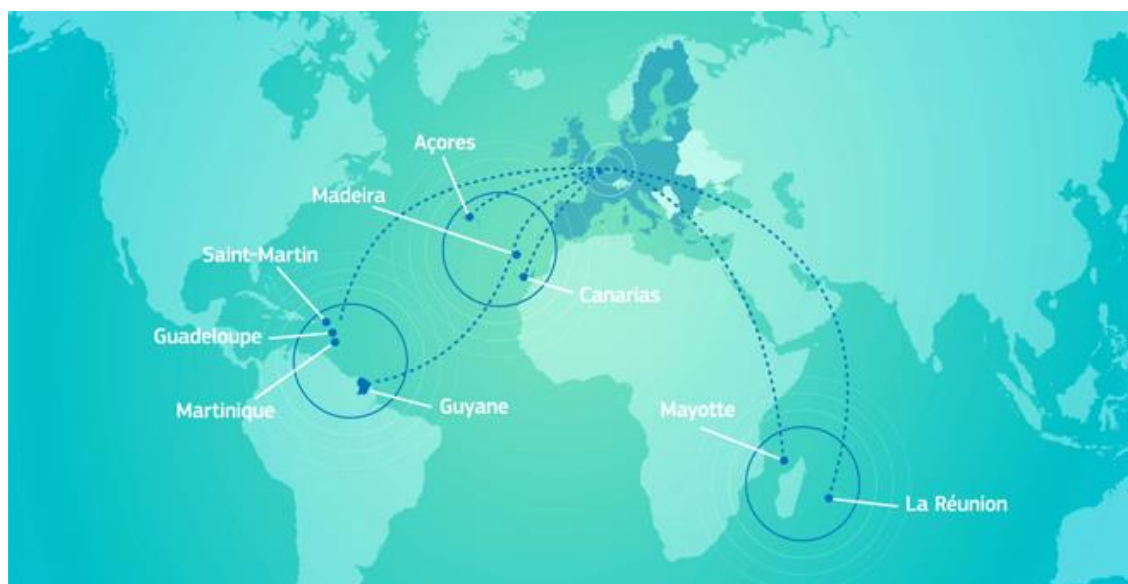 Açores
Madeira
Saint-Martin
Guadeloupe
Martinique
Guyane
Canarias
Mayotte
La Réunion